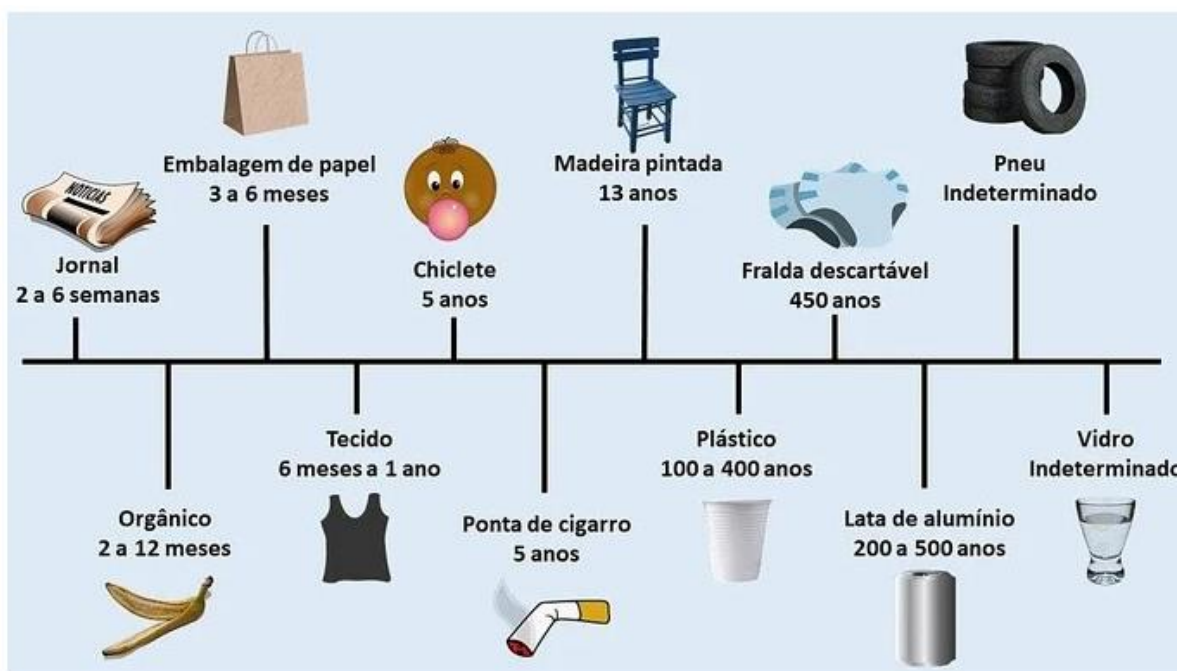 Embalagem de papel
3 a 6 meses
Madeira pintada
13 anos
Pneu
Indeterminado
NOTICIAS
Jornal
2 a 6 semanas
Chiclete
5 anos
Fralda descartável
450 anos
Tecido
6 meses a 1 ano
Plástico
100 a 400 anos
Vidro
Indeterminado
Orgânico
2 a 12 meses
Ponta de cigarro
5 anos
Lata de alumínio
200 a 500 anos